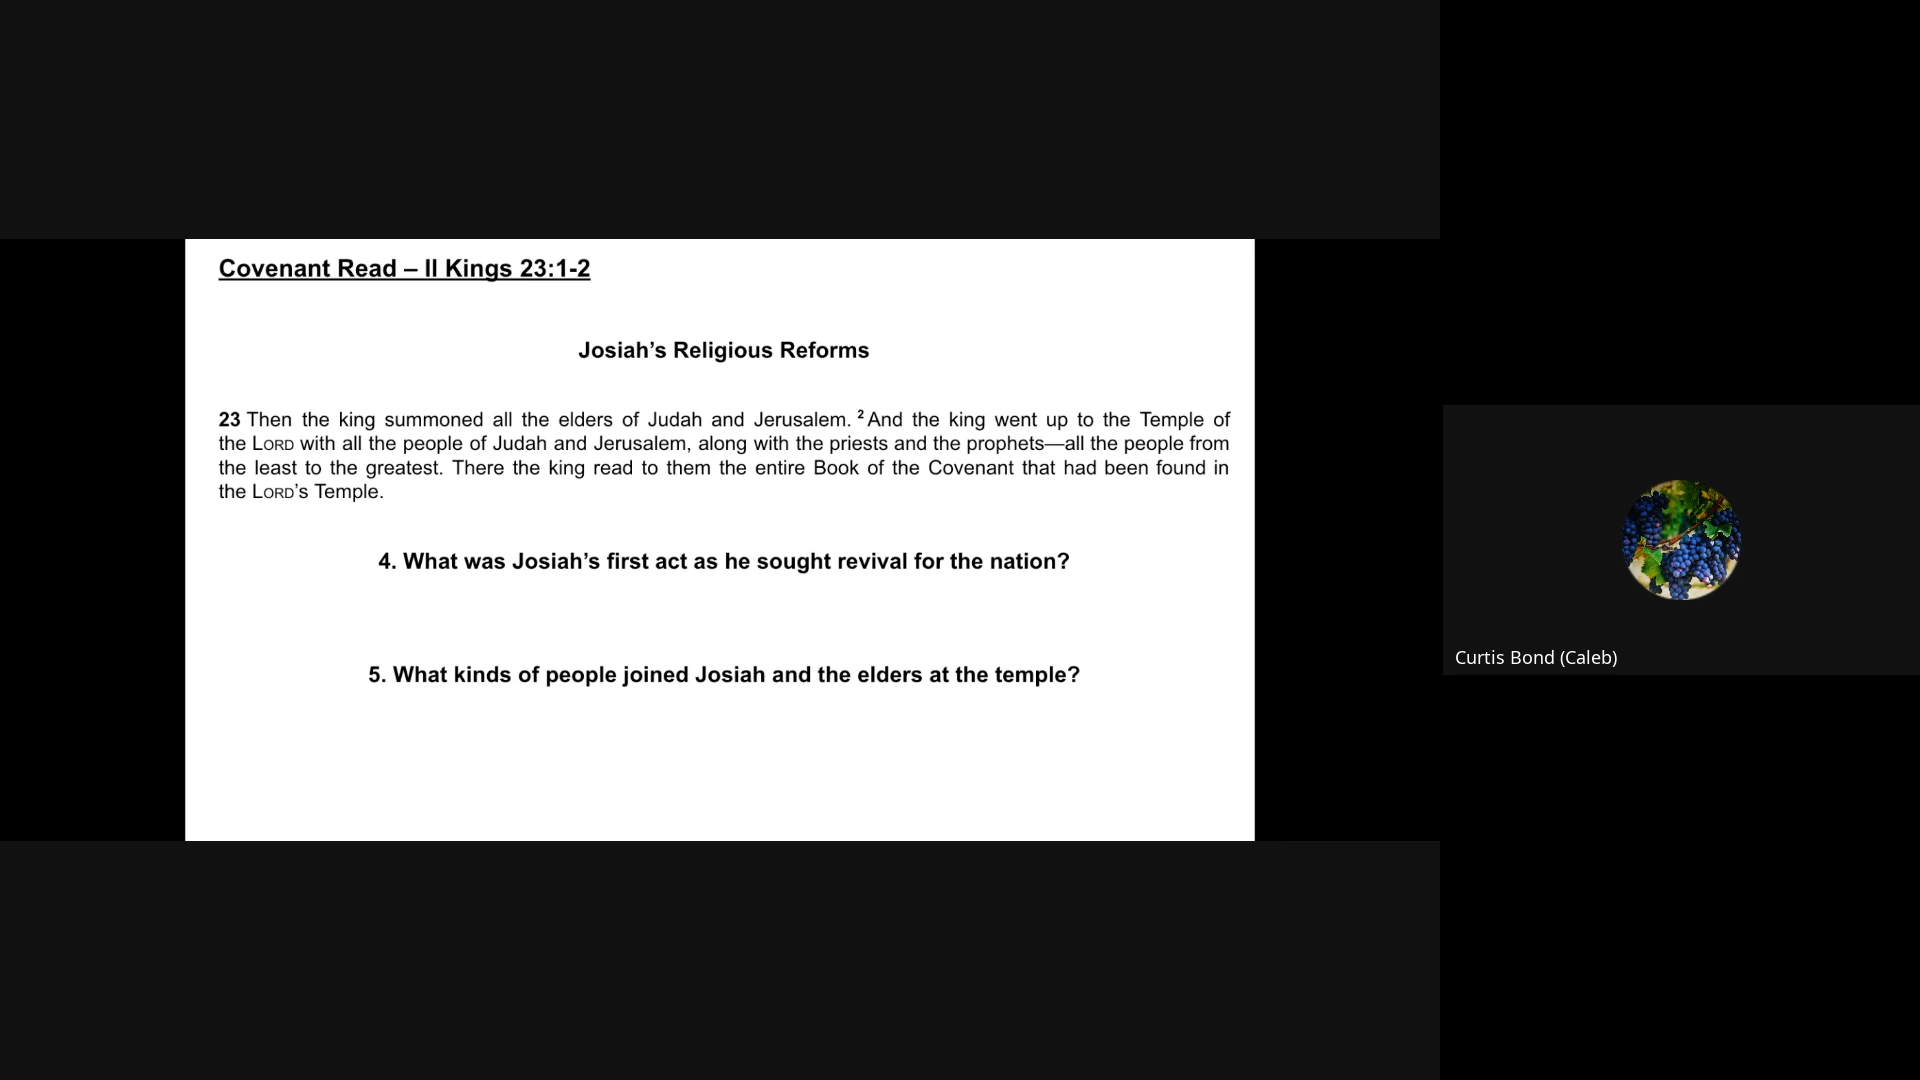 Covenant Read – II Kings 23:1-2
Josiah’s Religious Reforms
23 Then the king summoned all the elders of Judah and Jerusalem. 2 And the king went up to the Temple of
the LORD with all the people of Judah and Jerusalem, along with the priests and the prophets—all the people from
the least to the greatest. There the king read to them the entire Book of the Covenant that had been found in
the LORD’s Temple.
4. What was Josiah’s first act as he sought revival for the nation?
5. What kinds of people joined Josiah and the elders at the temple?
Curtis Bond (Caleb)